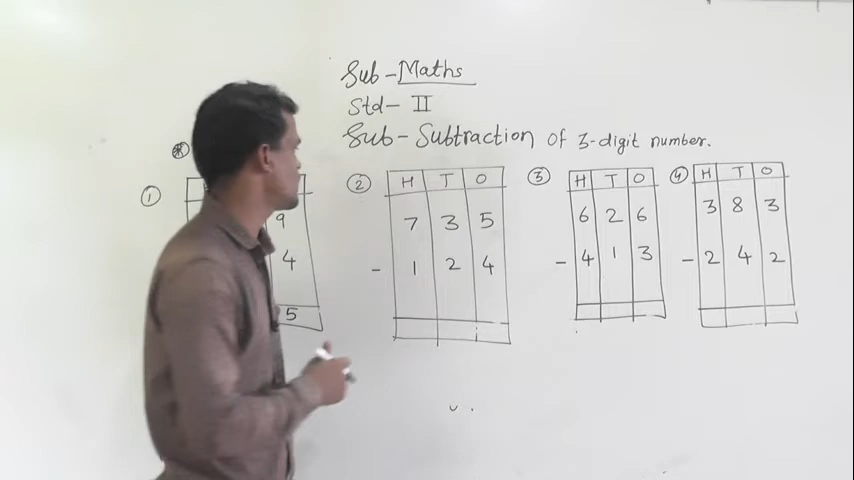 Sub - Maths
Std - II
Sub - Subtraction of 3-digit number.
①
9
4
5
② H T O
7 3 5
- 1 2 4
③ H T O
6 2 6
- 4 1 3
④ H T O
3 8 3
- 2 4 2